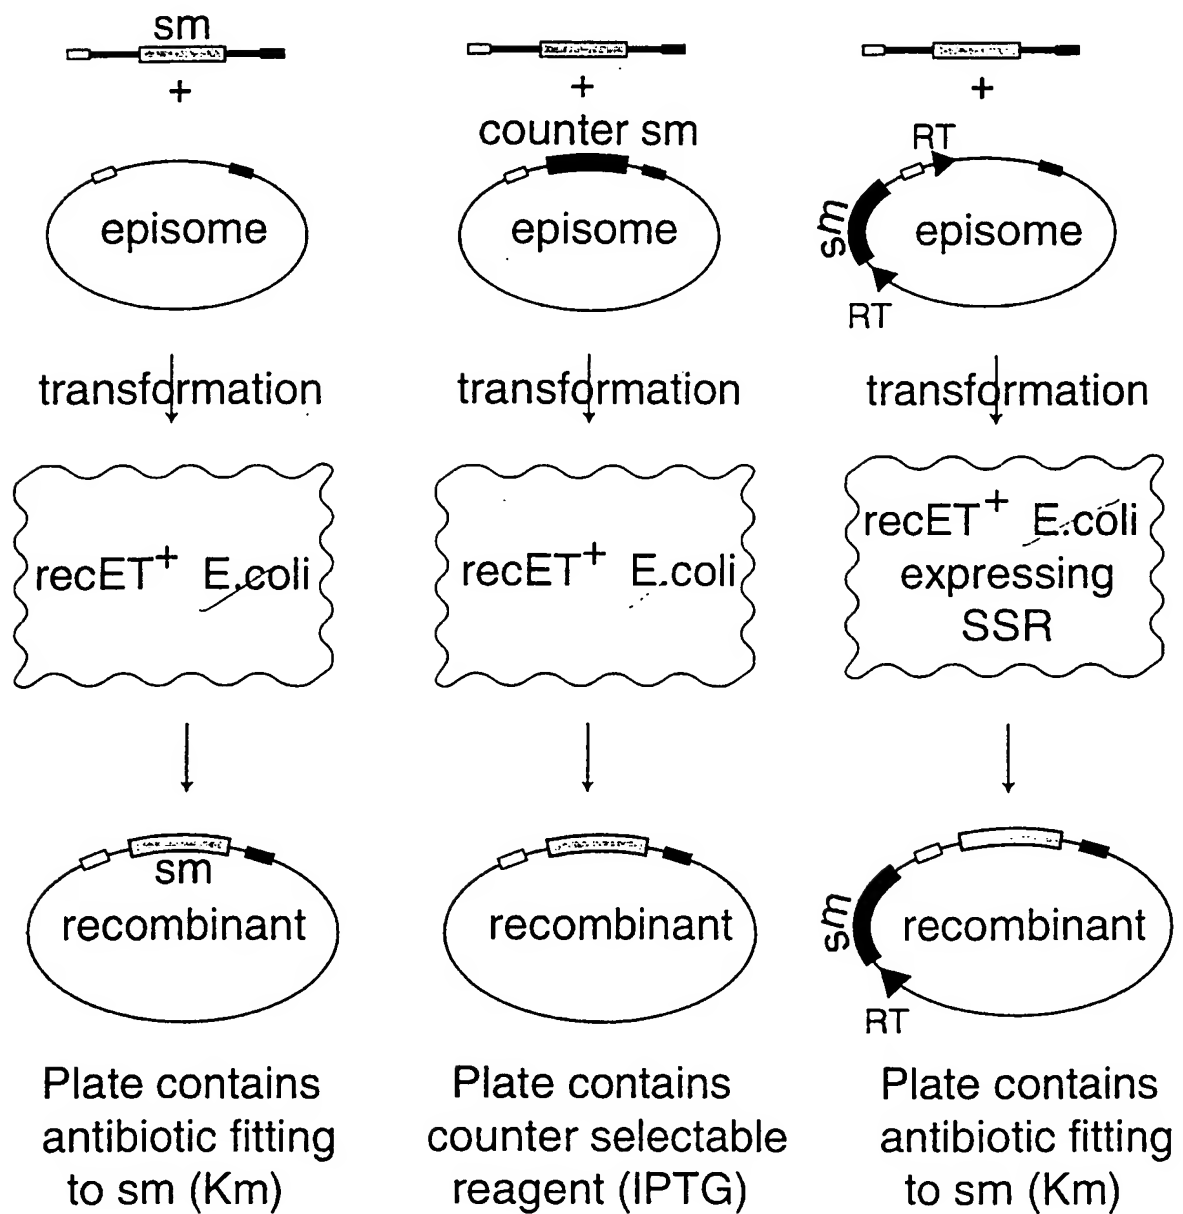 sm
+
+
+
counter sm
RT
sm
episome
episome
episome
RT
transformation
transformation
transformation
recET+ E.coli
recET+ E.coli
recET+ E.coli
expressing
SSR
sm
sm
recombinant
recombinant
recombinant
RT
Plate contains
antibiotic fitting
to sm (Km)
Plate contains
counter selectable
reagent (IPTG)
Plate contains
antibiotic fitting
to sm (Km)